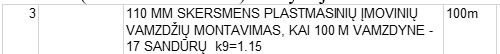 3 110 MM SKERSMENS PLASTMASINIŲ ĮMOVINIŲ 100m
VAMZDŽIŲ MONTAVIMAS, KAI 100 M VAMZDYNE -
17 SANDŪRŲ k9=1.15